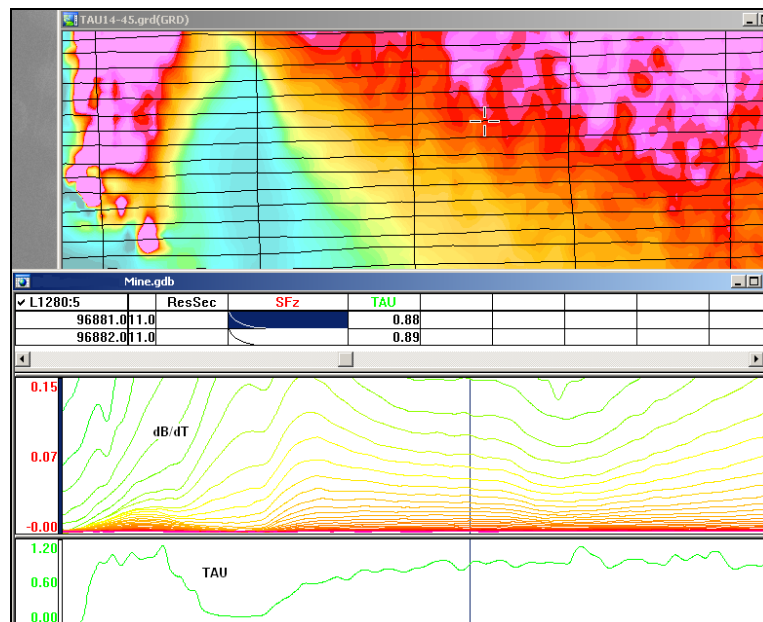 TAU14-45.grd(GRD)
Mine.gdb
✓ L1280:5 ResSec SFz TAU
96881.0 11.0 0.88
96882.0 11.0 0.89
0.15
dB/dT
0.07
-0.00
1.20
TAU
0.60
0.00